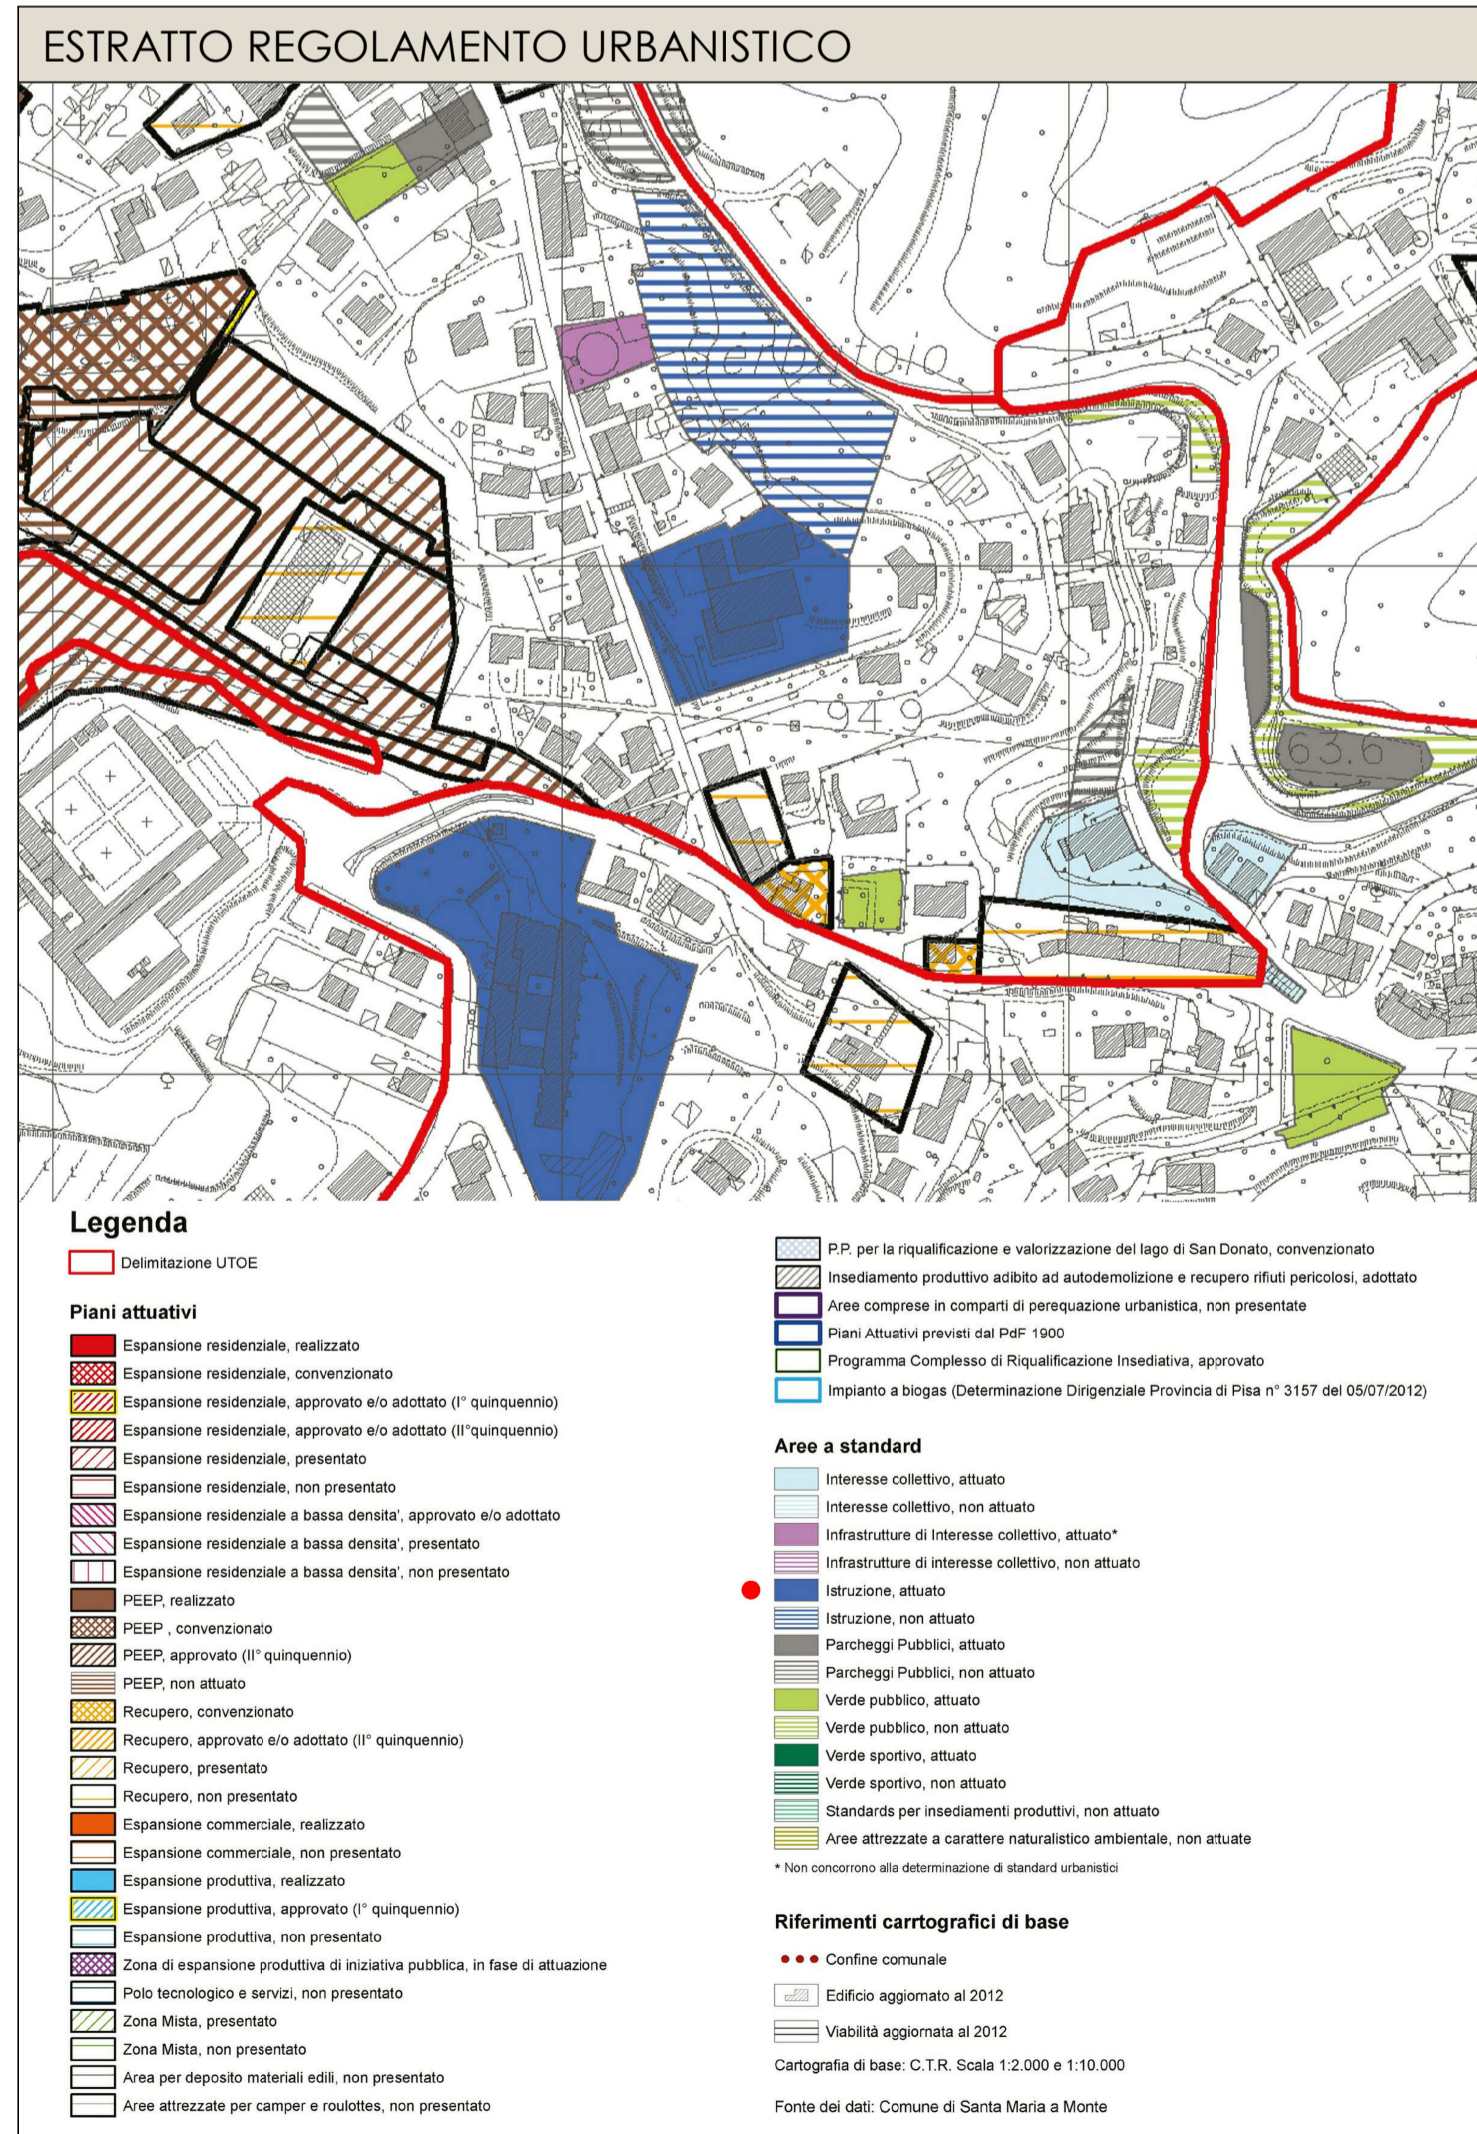 ESTRATTO REGOLAMENTO URBANISTICO
77
94.9
63.6
Legenda
Delimitazione UTOE
Piani attuativi
Espansione residenziale, realizzato
Espansione residenziale, convenzionato
Espansione residenziale, approvato e/o adottato (I° quinquennio)
Espansione residenziale, approvato e/o adottato (II°quinquennio)
Espansione residenziale, presentato
Espansione residenziale, non presentato
Espansione residenziale a bassa densita', approvato e/o adottato
Espansione residenziale a bassa densita', presentato
Espansione residenziale a bassa densita', non presentato
PEEP, realizzato
PEEP , convenzionato
PEEP, approvato (II° quinquennio)
PEEP, non attuato
Recupero, convenzionato
Recupero, approvato e/o adottato (II° quinquennio)
Recupero, presentato
Recupero, non presentato
Espansione commerciale, realizzato
Espansione commerciale, non presentato
Espansione produttiva, realizzato
Espansione produttiva, approvato (I° quinquennio)
Espansione produttiva, non presentato
Zona di espansione produttiva di iniziativa pubblica, in fase di attuazione
Polo tecnologico e servizi, non presentato
Zona Mista, presentato
Zona Mista, non presentato
Area per deposito materiali edili, non presentato
Aree attrezzate per camper e roulottes, non presentato
P.P. per la riqualificazione e valorizzazione del lago di San Donato, convenzionato
Insediamento produttivo adibito ad autodemolizione e recupero rifiuti pericolosi, adottato
Aree comprese in comparti di perequazione urbanistica, non presentate
Piani Attuativi previsti dal PdF 1900
Programma Complesso di Riqualificazione Insediativa, approvato
Impianto a biogas (Determinazione Dirigenziale Provincia di Pisa n° 3157 del 05/07/2012)
Aree a standard
Interesse collettivo, attuato
Interesse collettivo, non attuato
Infrastrutture di Interesse collettivo, attuato*
Infrastrutture di interesse collettivo, non attuato
Istruzione, attuato
Istruzione, non attuato
Parcheggi Pubblici, attuato
Parcheggi Pubblici, non attuato
Verde pubblico, attuato
Verde pubblico, non attuato
Verde sportivo, attuato
Verde sportivo, non attuato
Standards per insediamenti produttivi, non attuato
Aree attrezzate a carattere naturalistico ambientale, non attuate
* Non concorrono alla determinazione di standard urbanistici
Riferimenti carrtografici di base
Confine comunale
Edificio aggiornato al 2012
Viabilità aggiornata al 2012
Cartografia di base: C.T.R. Scala 1:2.000 e 1:10.000
Fonte dei dati: Comune di Santa Maria a Monte